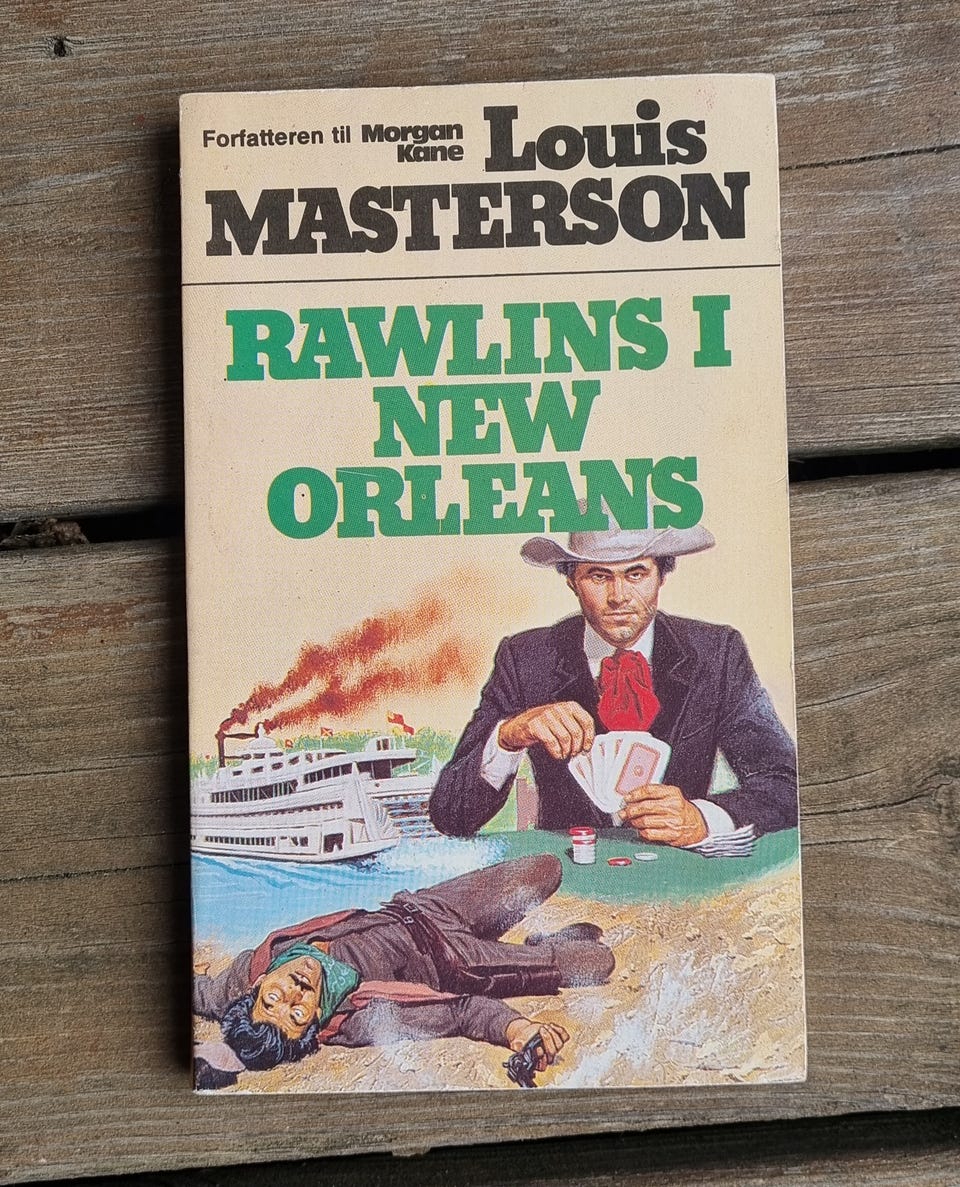 Forfatteren til Morgan Kane Louis
MASTERSON
RAWLINS I
NEW
ORLEANS